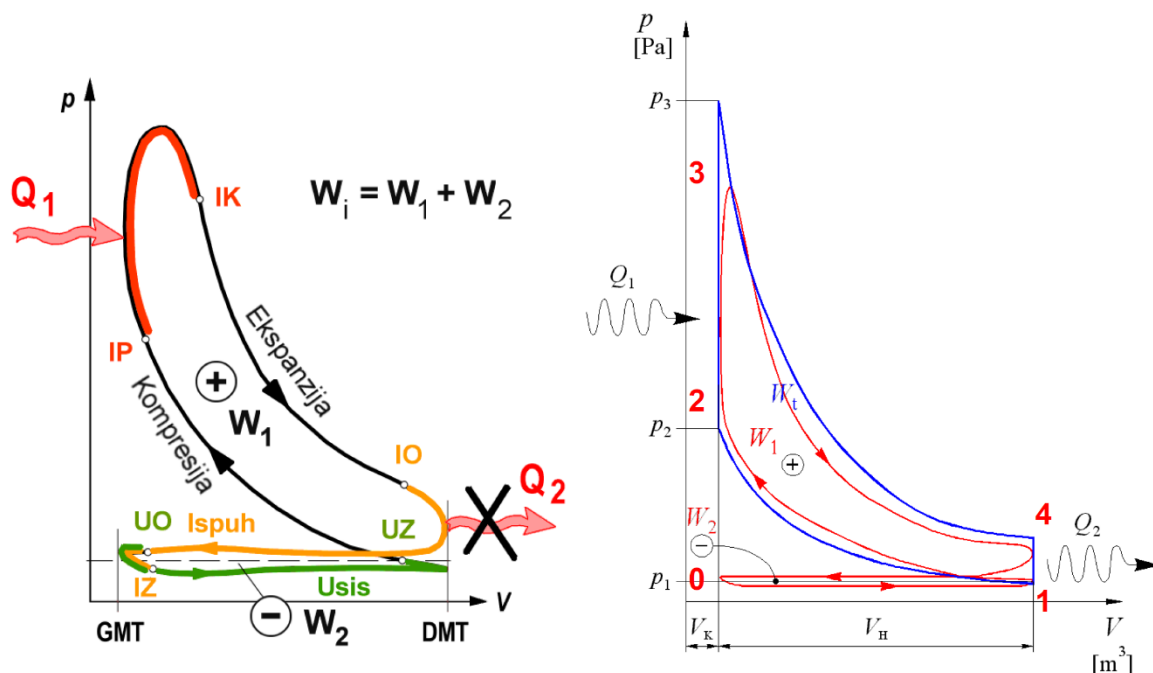 p
Q1
IK
Wi = W1 + W2
IP
Ekspanzija
Kompresija
+
W1
IO
Q2
UO
Ispuh
UZ
IZ
Usis
V
−
W2
GMT
DMT
p
[Pa]
p3
3
Q1
2
p2
Wt
W1
+
4
W2
−
Q2
p1
0
1
Vк
Vн
V
[m3]